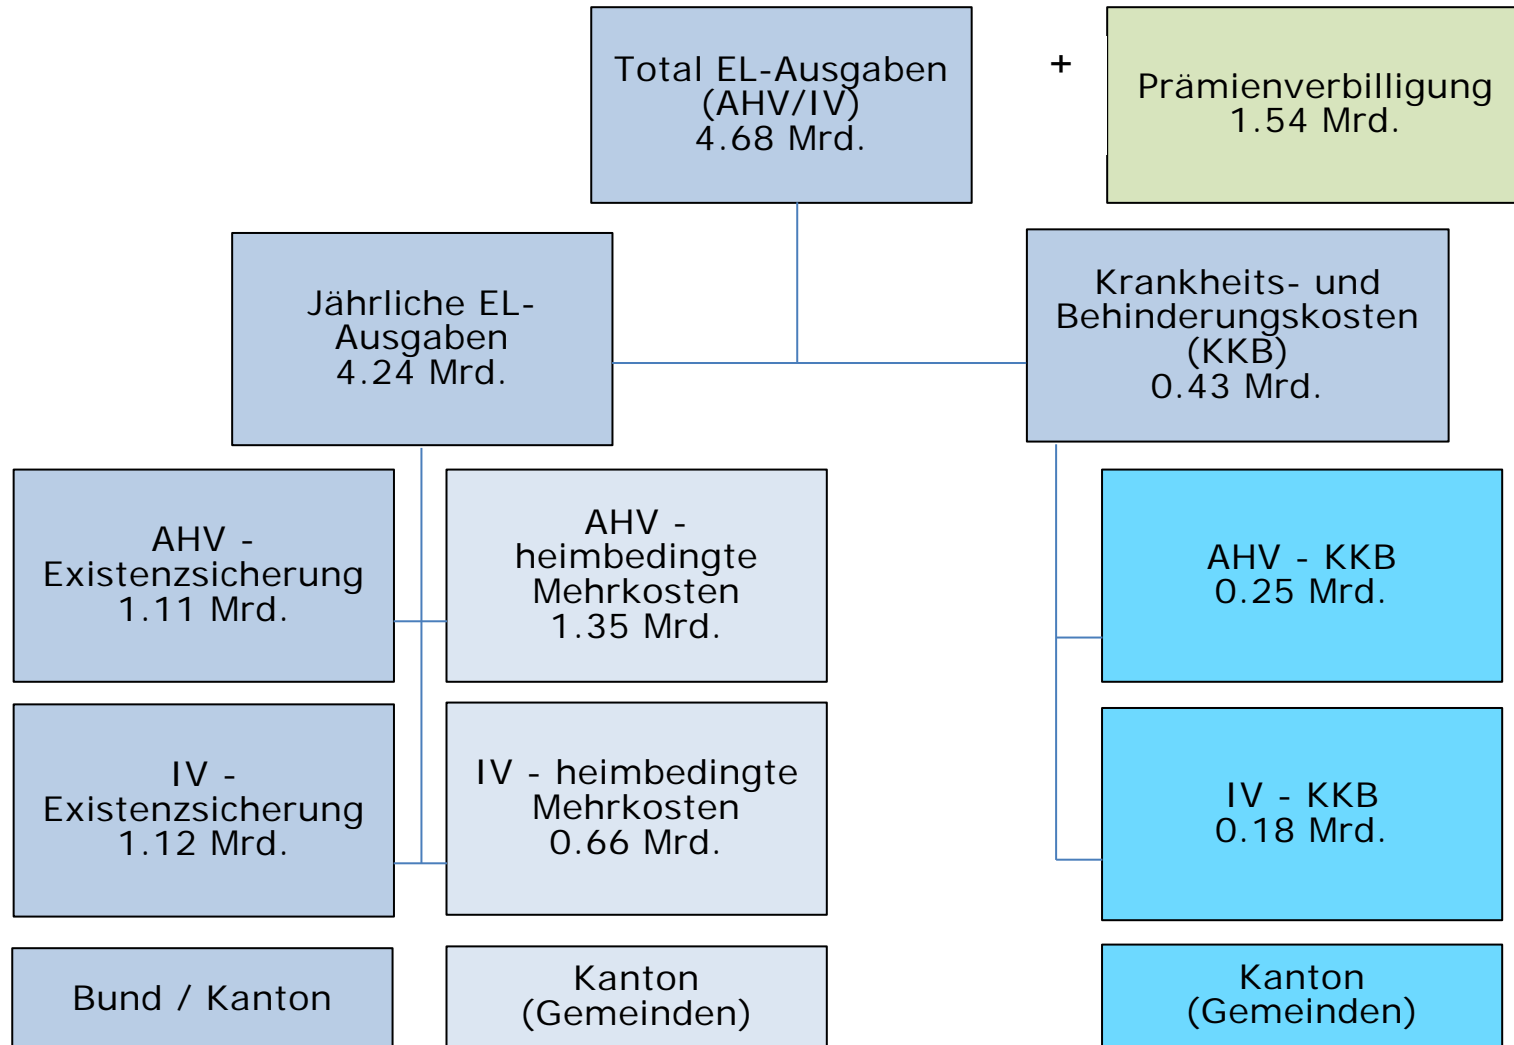 Total EL-Ausgaben
(AHV/IV)
4.68 Mrd.
+
Prämienverbilligung
1.54 Mrd.
Jährliche EL-
Ausgaben
4.24 Mrd.
Krankheits- und
Behinderungskosten
(KKB)
0.43 Mrd.
AHV -
Existenzsicherung
1.11 Mrd.
AHV -
heimbedingte
Mehrkosten
1.35 Mrd.
AHV - KKB
0.25 Mrd.
IV -
Existenzsicherung
1.12 Mrd.
IV - heimbedingte
Mehrkosten
0.66 Mrd.
IV - KKB
0.18 Mrd.
Bund / Kanton
Kanton
(Gemeinden)
Kanton
(Gemeinden)